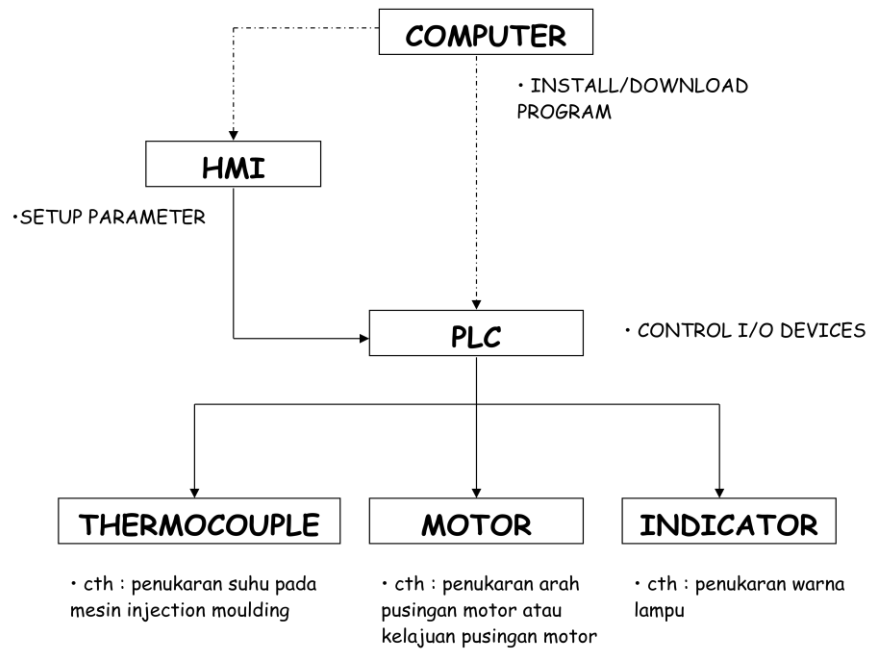 COMPUTER
• INSTALL/DOWNLOAD
PROGRAM
HMI
•SETUP PARAMETER
PLC
• CONTROL I/O DEVICES
THERMOCOUPLE
MOTOR
INDICATOR
• cth : penukaran suhu pada
mesin injection moulding
• cth : penukaran arah
pusingan motor atau
kelajuan pusingan motor
• cth : penukaran warna
lampu